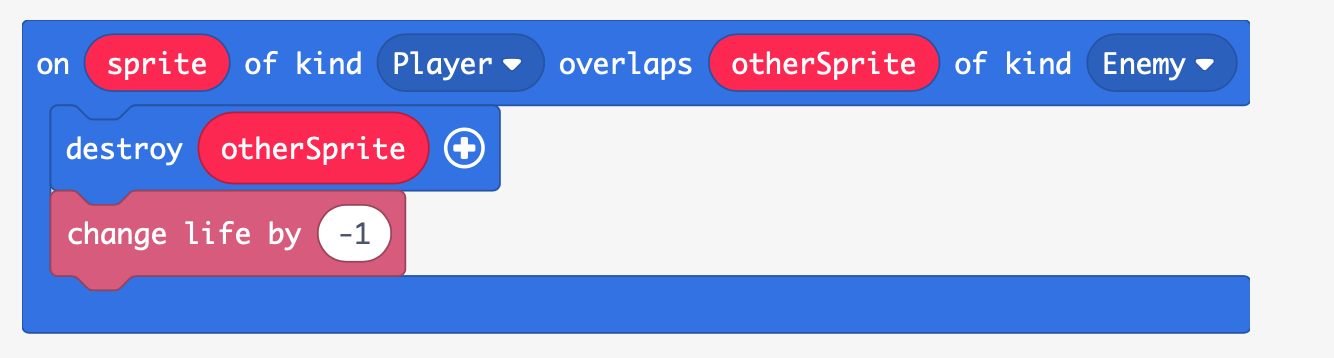 on sprite of kind Player overlaps otherSprite of kind Enemy
destroy otherSprite
change life by -1